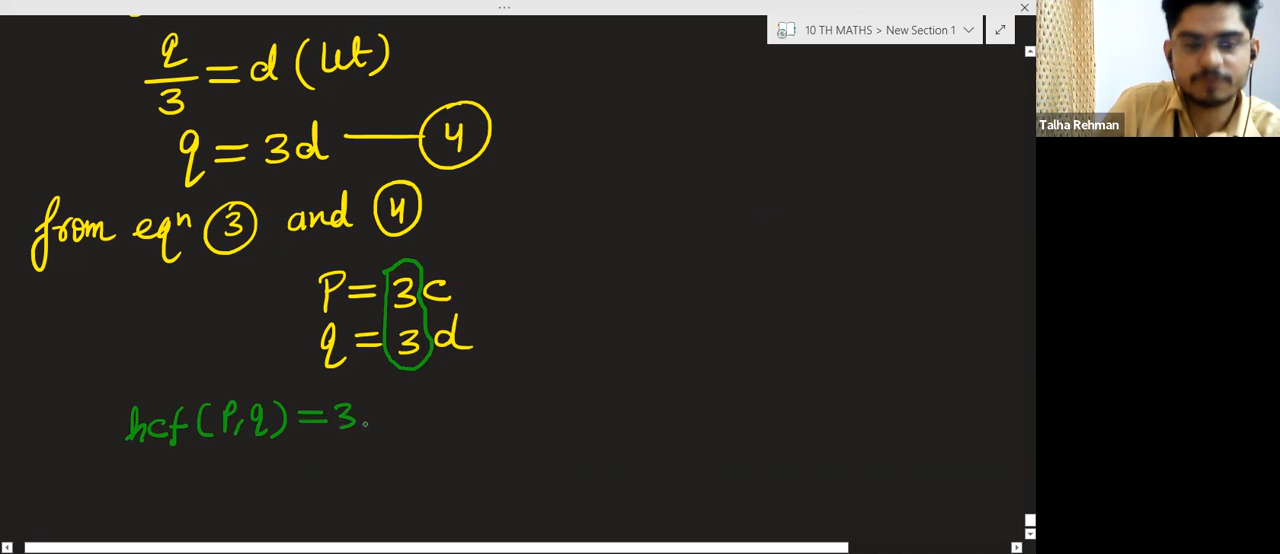 10 TH MATHS > New Section 1
Talha Rehman
q/3 = d (let)
q = 3d —— 4
from eqn 3 and 4
P = 3c
q = 3d
hcf(P,q) = 3.